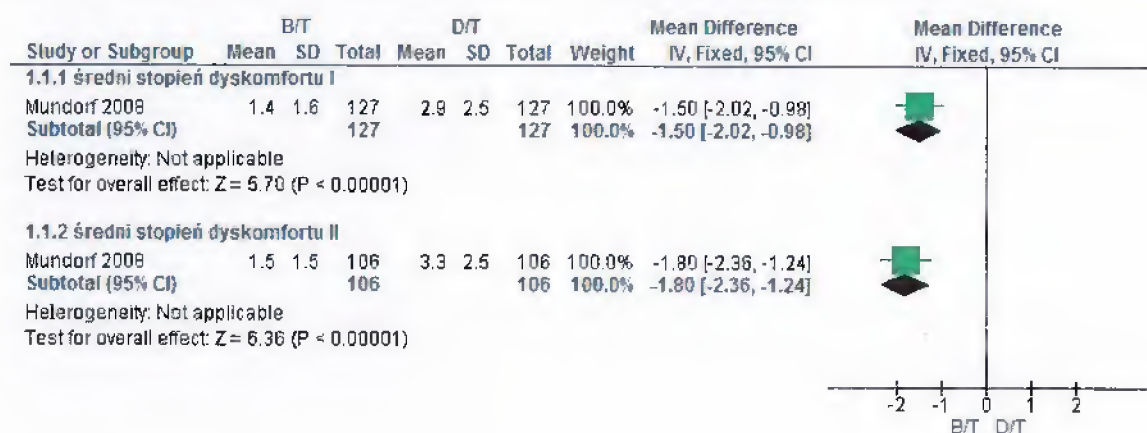 B/T D/T Mean Difference Mean Difference
Study or Subgroup Mean SD Total Mean SD Total Weight IV, Fixed, 95% CI IV, Fixed, 95% CI
1.1.1 średni stopień dyskomfortu I
Mundorf 2008 1.4 1.6 127 2.9 2.5 127 100.0% -1.50 [-2.02, -0.98]
Subtotal (95% CI) 127 127 100.0% -1.50 [-2.02, -0.98]
Heterogeneity: Not applicable
Test for overall effect: Z = 5.70 (P < 0.00001)
1.1.2 średni stopień dyskomfortu II
Mundorf 2008 1.5 1.5 106 3.3 2.5 106 100.0% -1.80 [-2.36, -1.24]
Subtotal (95% CI) 106 106 100.0% -1.80 [-2.36, -1.24]
Heterogeneity: Not applicable
Test for overall effect: Z = 6.36 (P < 0.00001)
-2 -1 0 1 2
B/T D/T